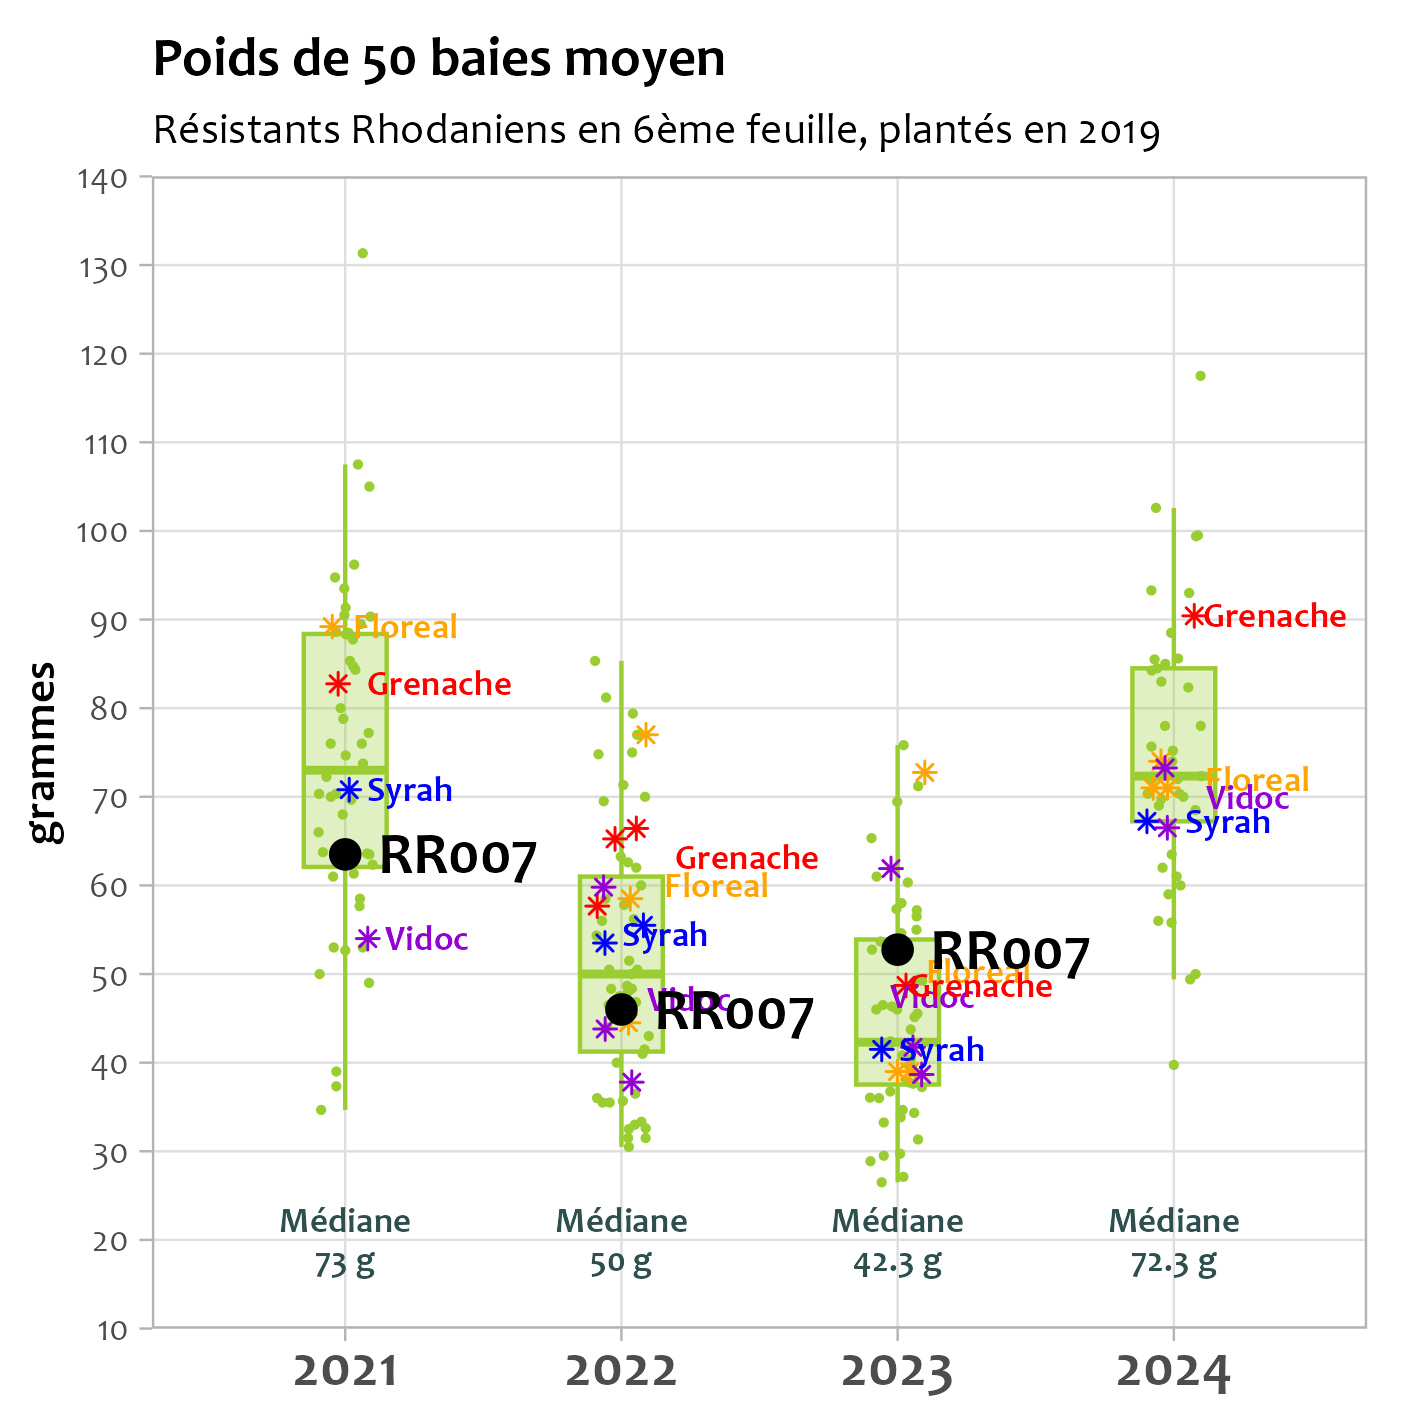 Poids de 50 baies moyen
Résistants Rhodaniens en 6ème feuille, plantés en 2019
grammes
140
130
120
110
100
90
80
70
60
50
40
30
20
10
Floreal
Grenache
Syrah
RR007
Vidoc
Grenache
Floreal
Syrah
Vidoc
RR007
RR007
Floreal
Grenache
Vidoc
Syrah
Grenache
Floreal
Vidoc
Syrah
Médiane
73 g
Médiane
50 g
Médiane
42.3 g
Médiane
72.3 g
2021
2022
2023
2024